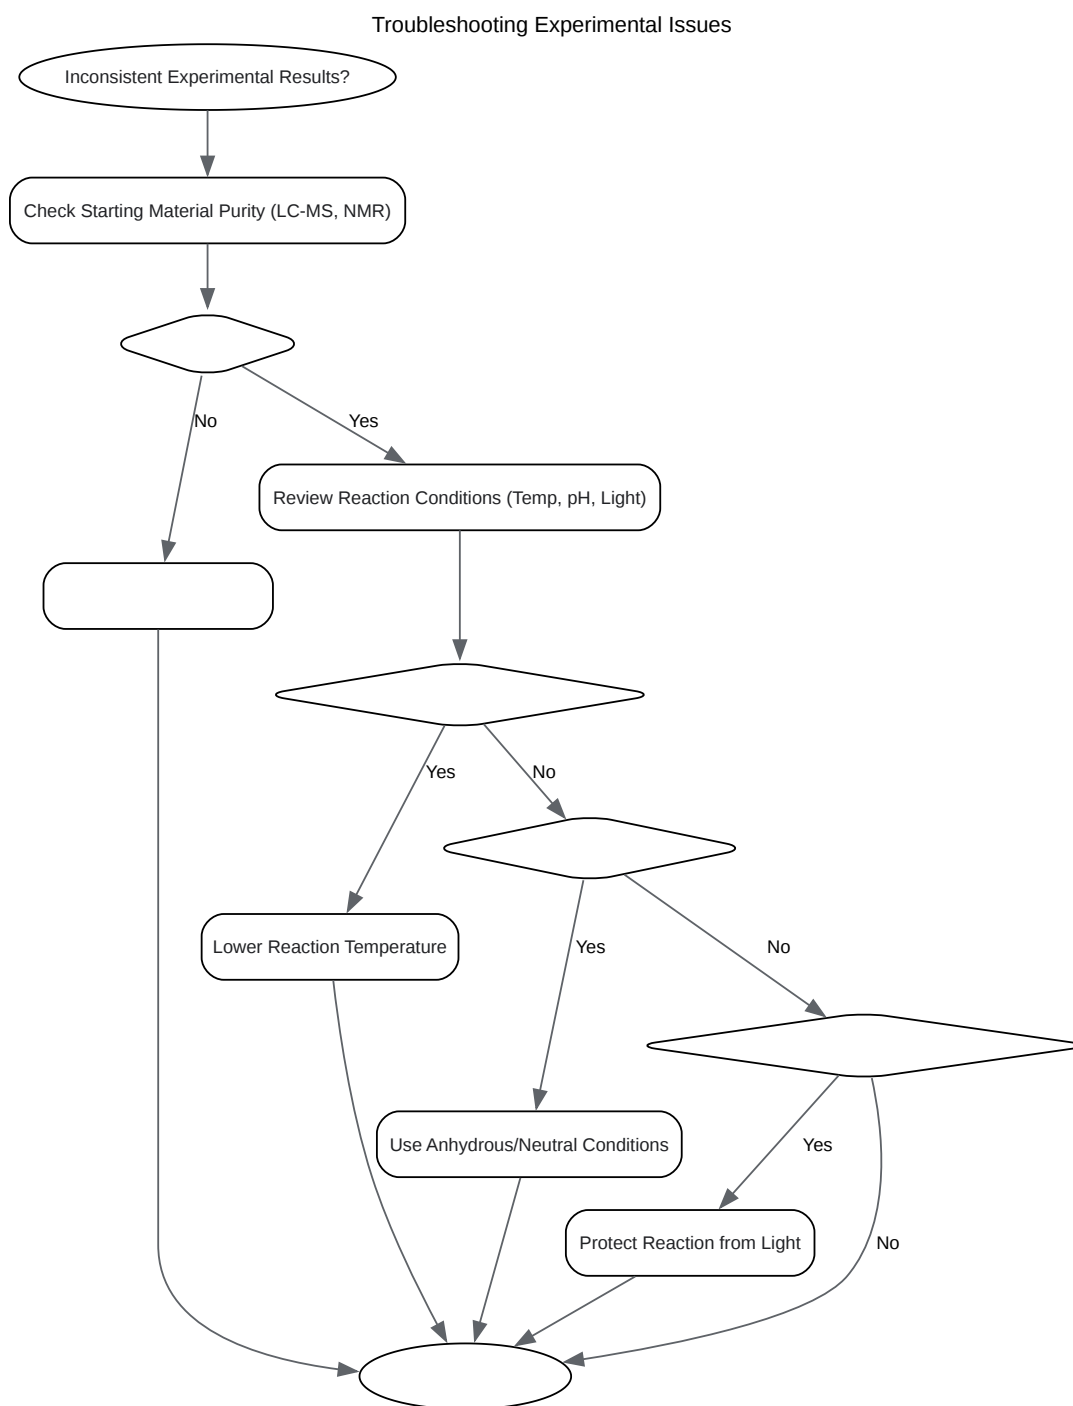 Troubleshooting Experimental Issues
Inconsistent Experimental Results?
Check Starting Material Purity (LC-MS, NMR)
No
Yes
Review Reaction Conditions (Temp, pH, Light)
Yes
No
Lower Reaction Temperature
Yes
No
Use Anhydrous/Neutral Conditions
Yes
Protect Reaction from Light
No